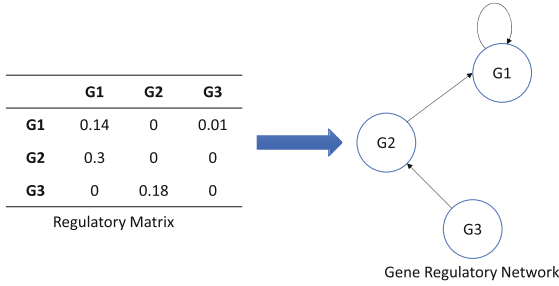 G1 G2 G3
G1 0.14 0 0.01
G2 0.3 0 0
G3 0 0.18 0
Regulatory Matrix
G1
G2
G3
Gene Regulatory Network